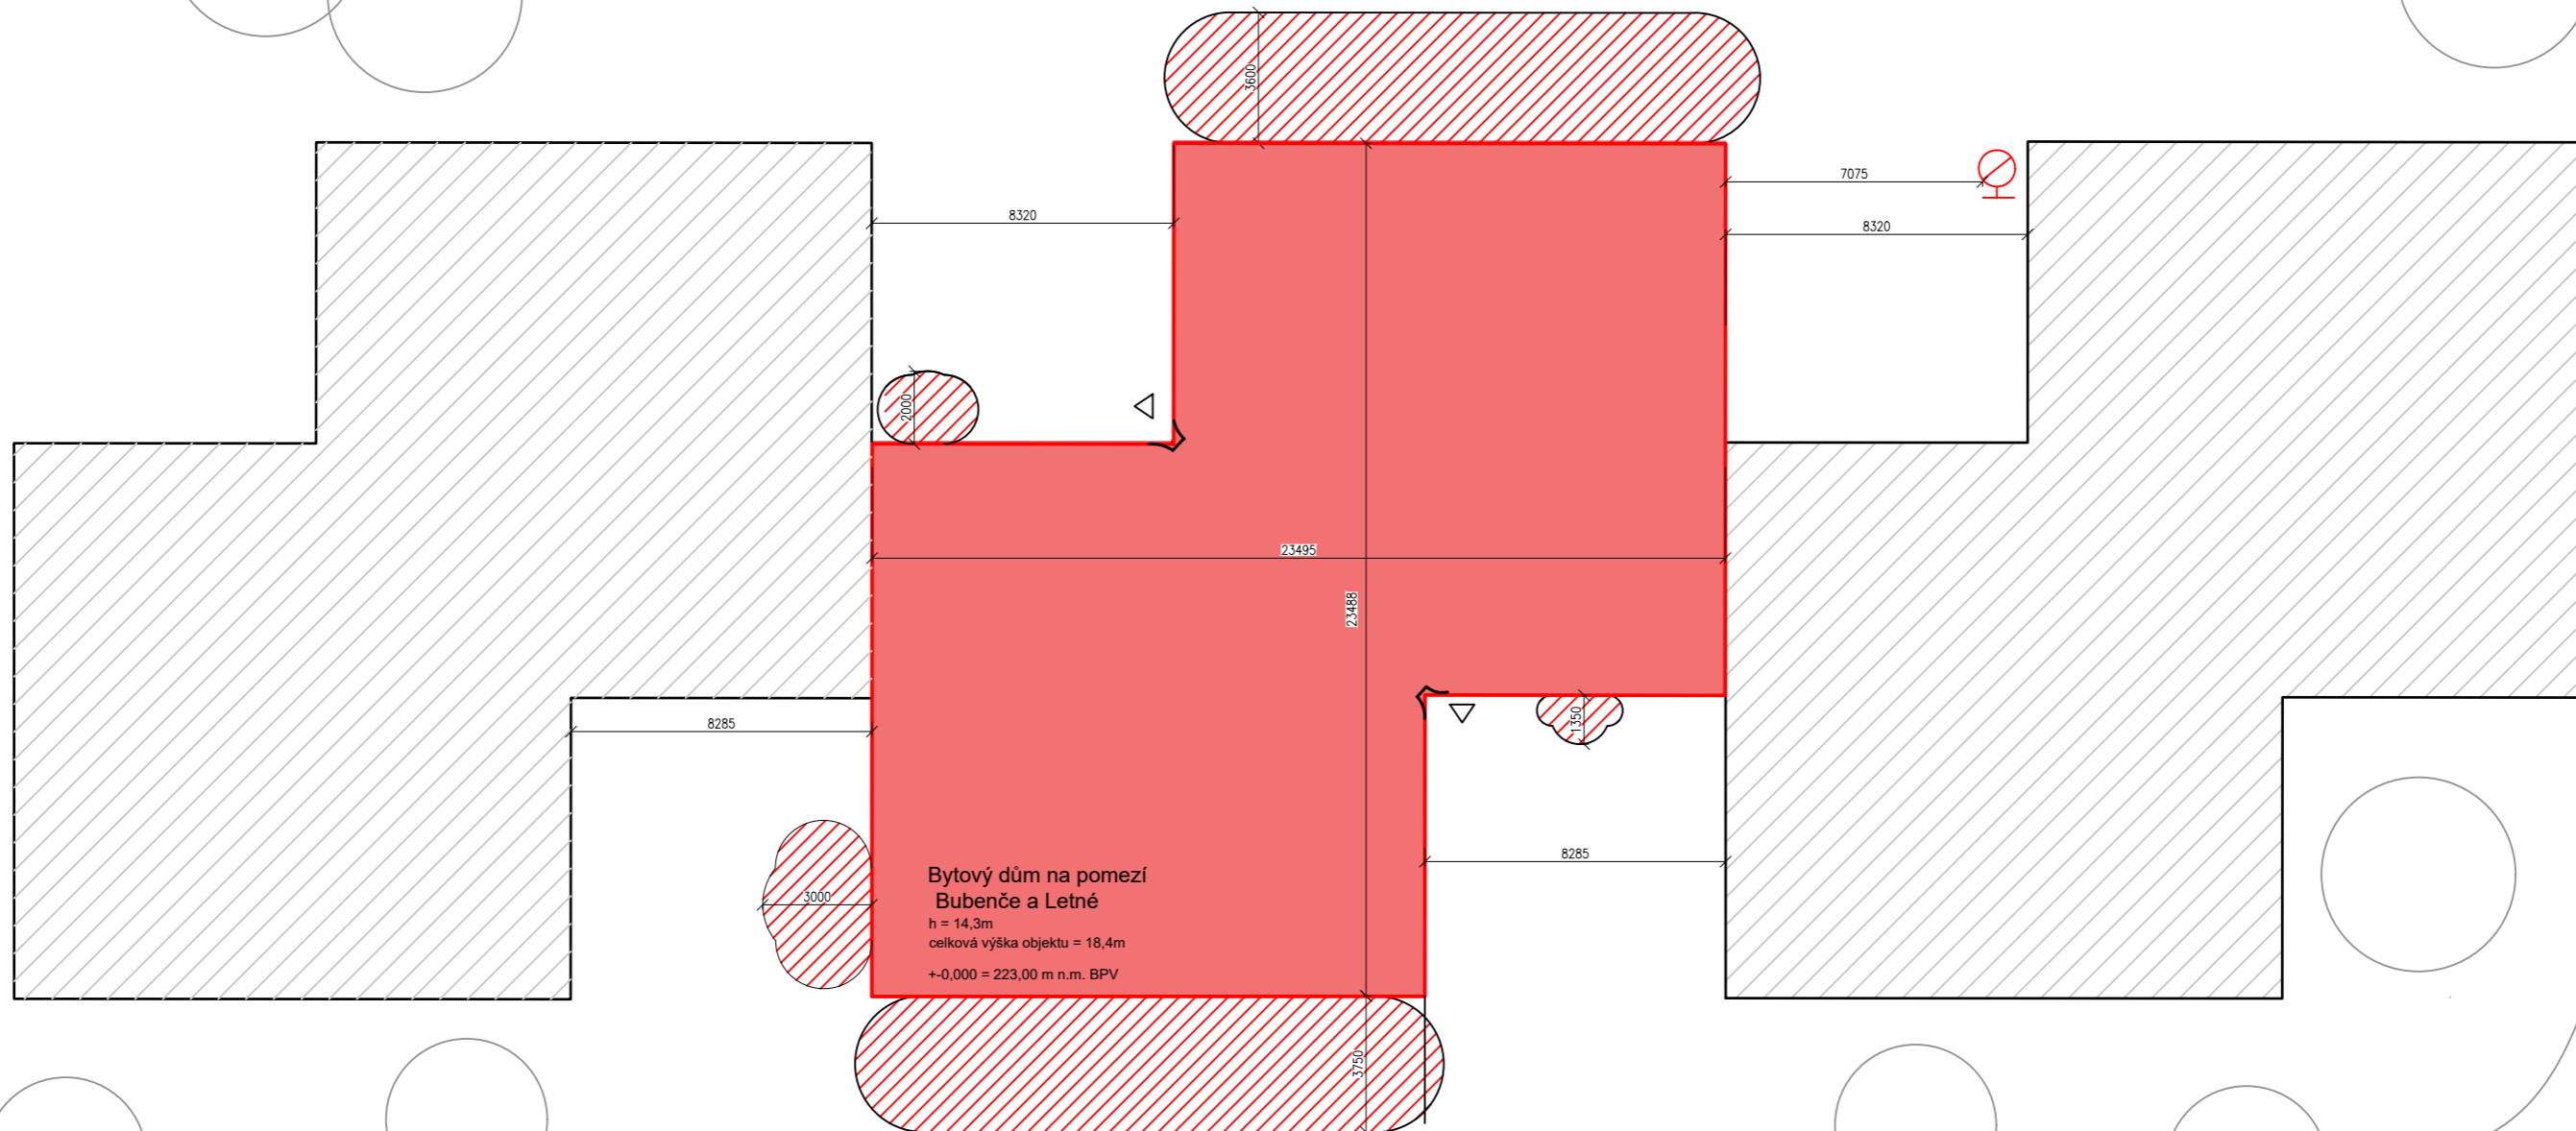 3600
7075
8320
8320
2000
23495
23488
1350
8285
8285
3000
Bytový dům na pomezí
Bubenče a Letné
h = 14,3m
celková výška objektu = 18,4m
+-0,000 = 223,00 m n.m. BPV
3750